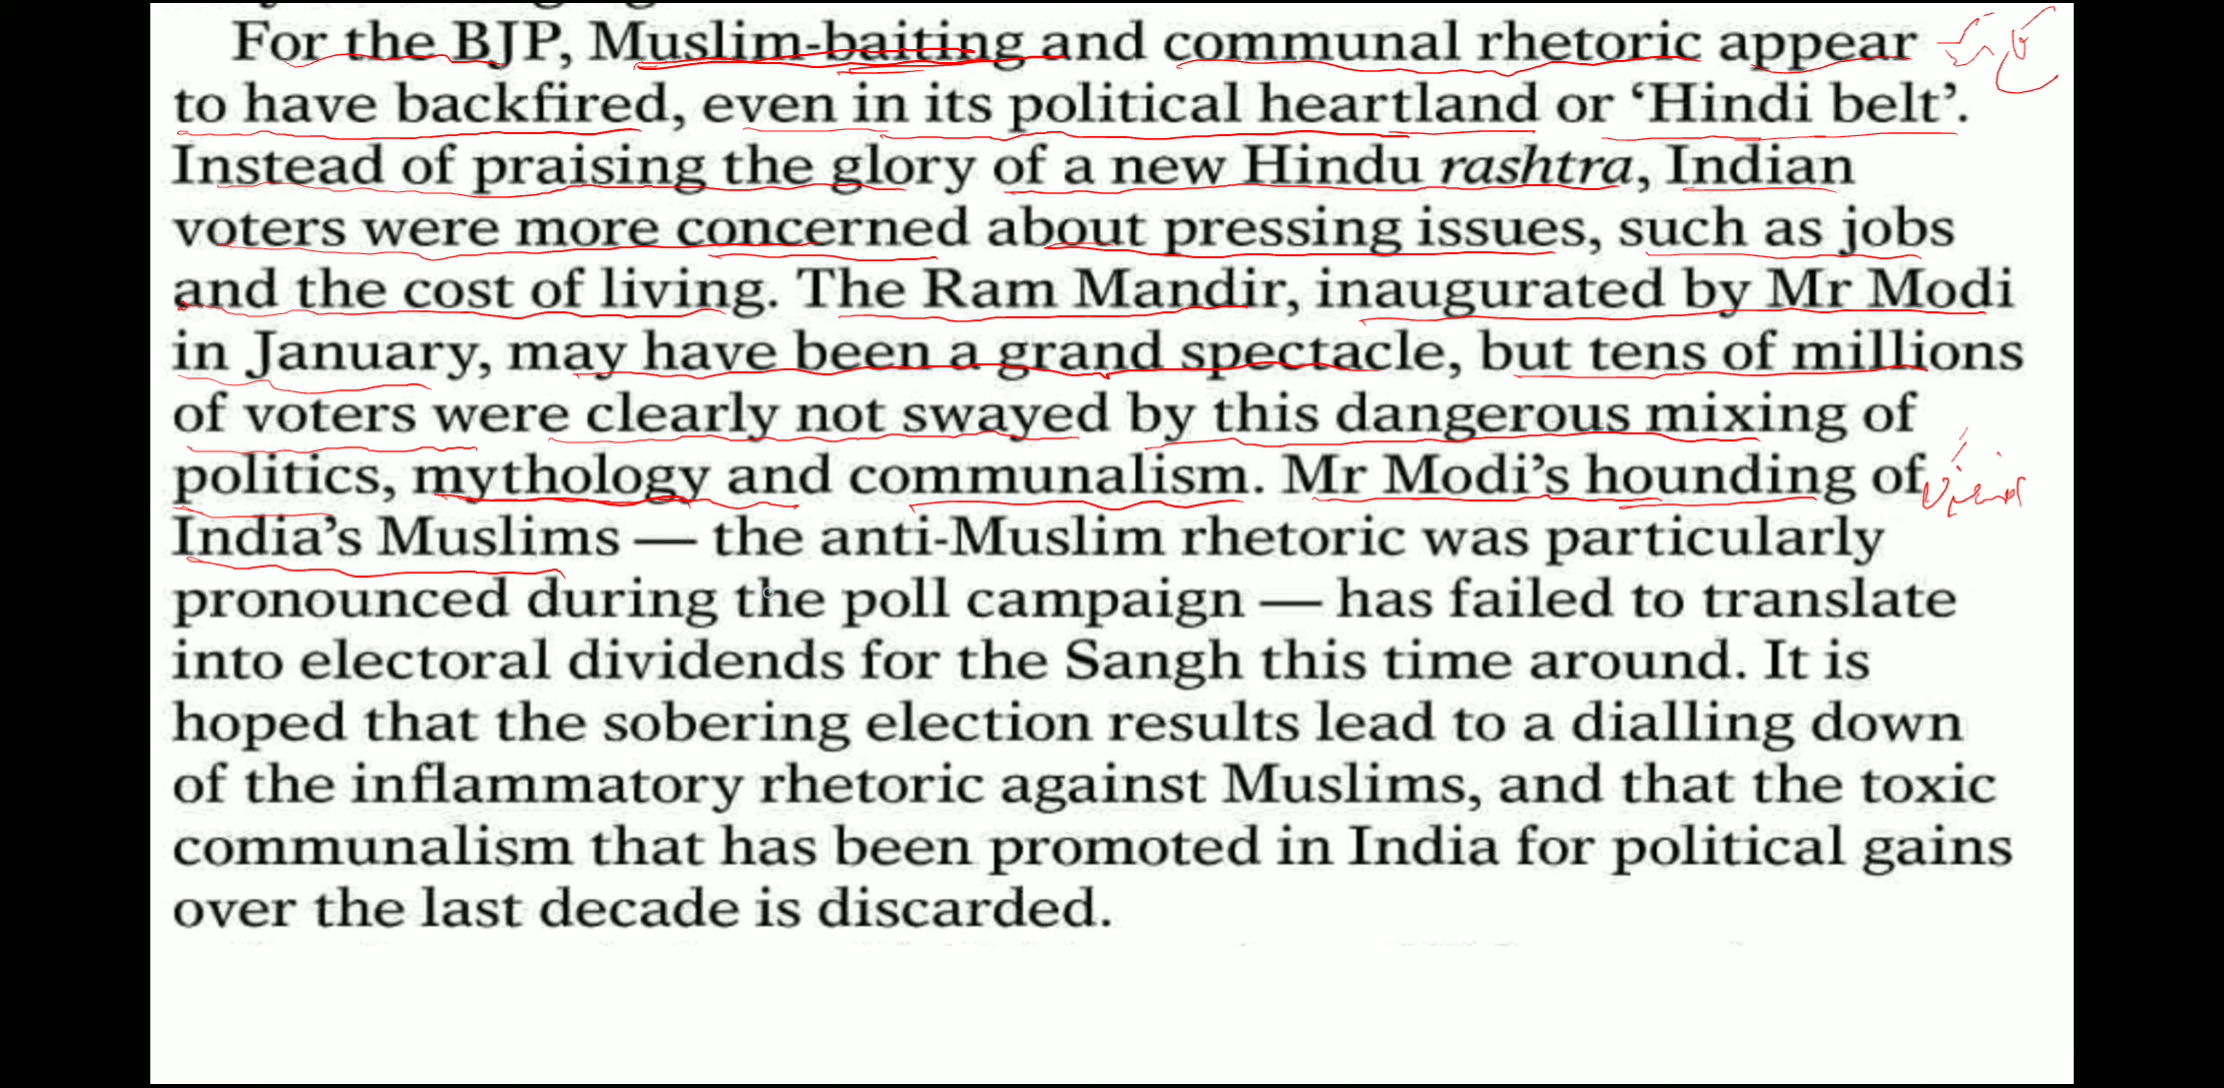 For the BJP, Muslim-baiting and communal rhetoric appear
to have backfired, even in its political heartland or ‘Hindi belt’.
Instead of praising the glory of a new Hindu rashtra, Indian
voters were more concerned about pressing issues, such as jobs
and the cost of living. The Ram Mandir, inaugurated by Mr Modi
in January, may have been a grand spectacle, but tens of millions
of voters were clearly not swayed by this dangerous mixing of
politics, mythology and communalism. Mr Modi’s hounding of
India’s Muslims — the anti-Muslim rhetoric was particularly
pronounced during the poll campaign — has failed to translate
into electoral dividends for the Sangh this time around. It is
hoped that the sobering election results lead to a dialling down
of the inflammatory rhetoric against Muslims, and that the toxic
communalism that has been promoted in India for political gains
over the last decade is discarded.